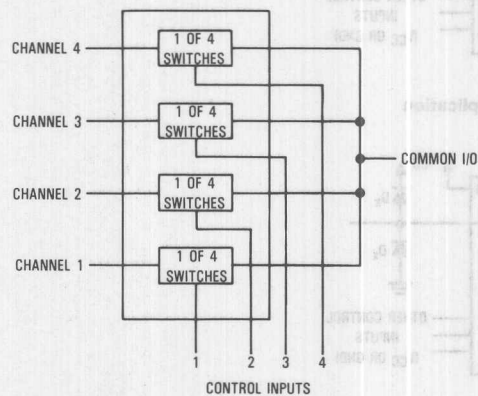 CHANNEL 4
1 OF 4
SWITCHES
CHANNEL 3
1 OF 4
SWITCHES
COMMON I/O
CHANNEL 2
1 OF 4
SWITCHES
CHANNEL 1
1 OF 4
SWITCHES
1 2 3 4
CONTROL INPUTS